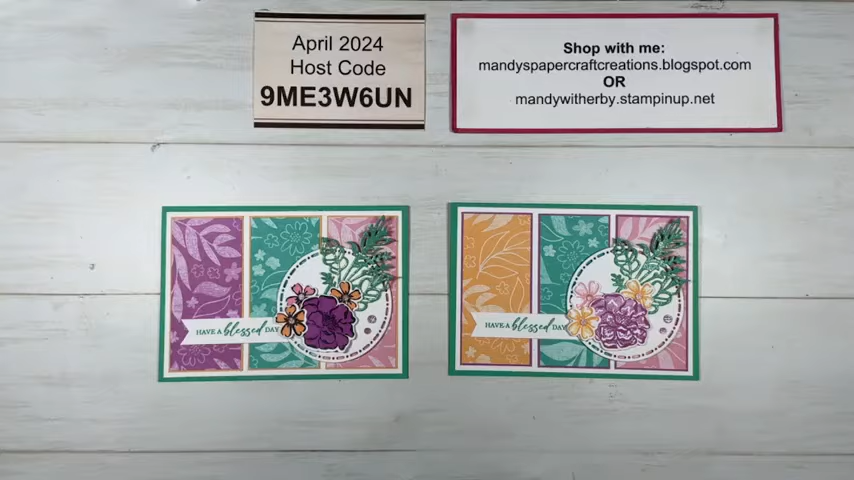 April 2024
Host Code
9ME3W6UN
Shop with me:
mandyspapercraftcreations.blogspot.com
OR
mandywitherby.stampinup.net
HAVE A blessed DAY
HAVE A blessed DAY